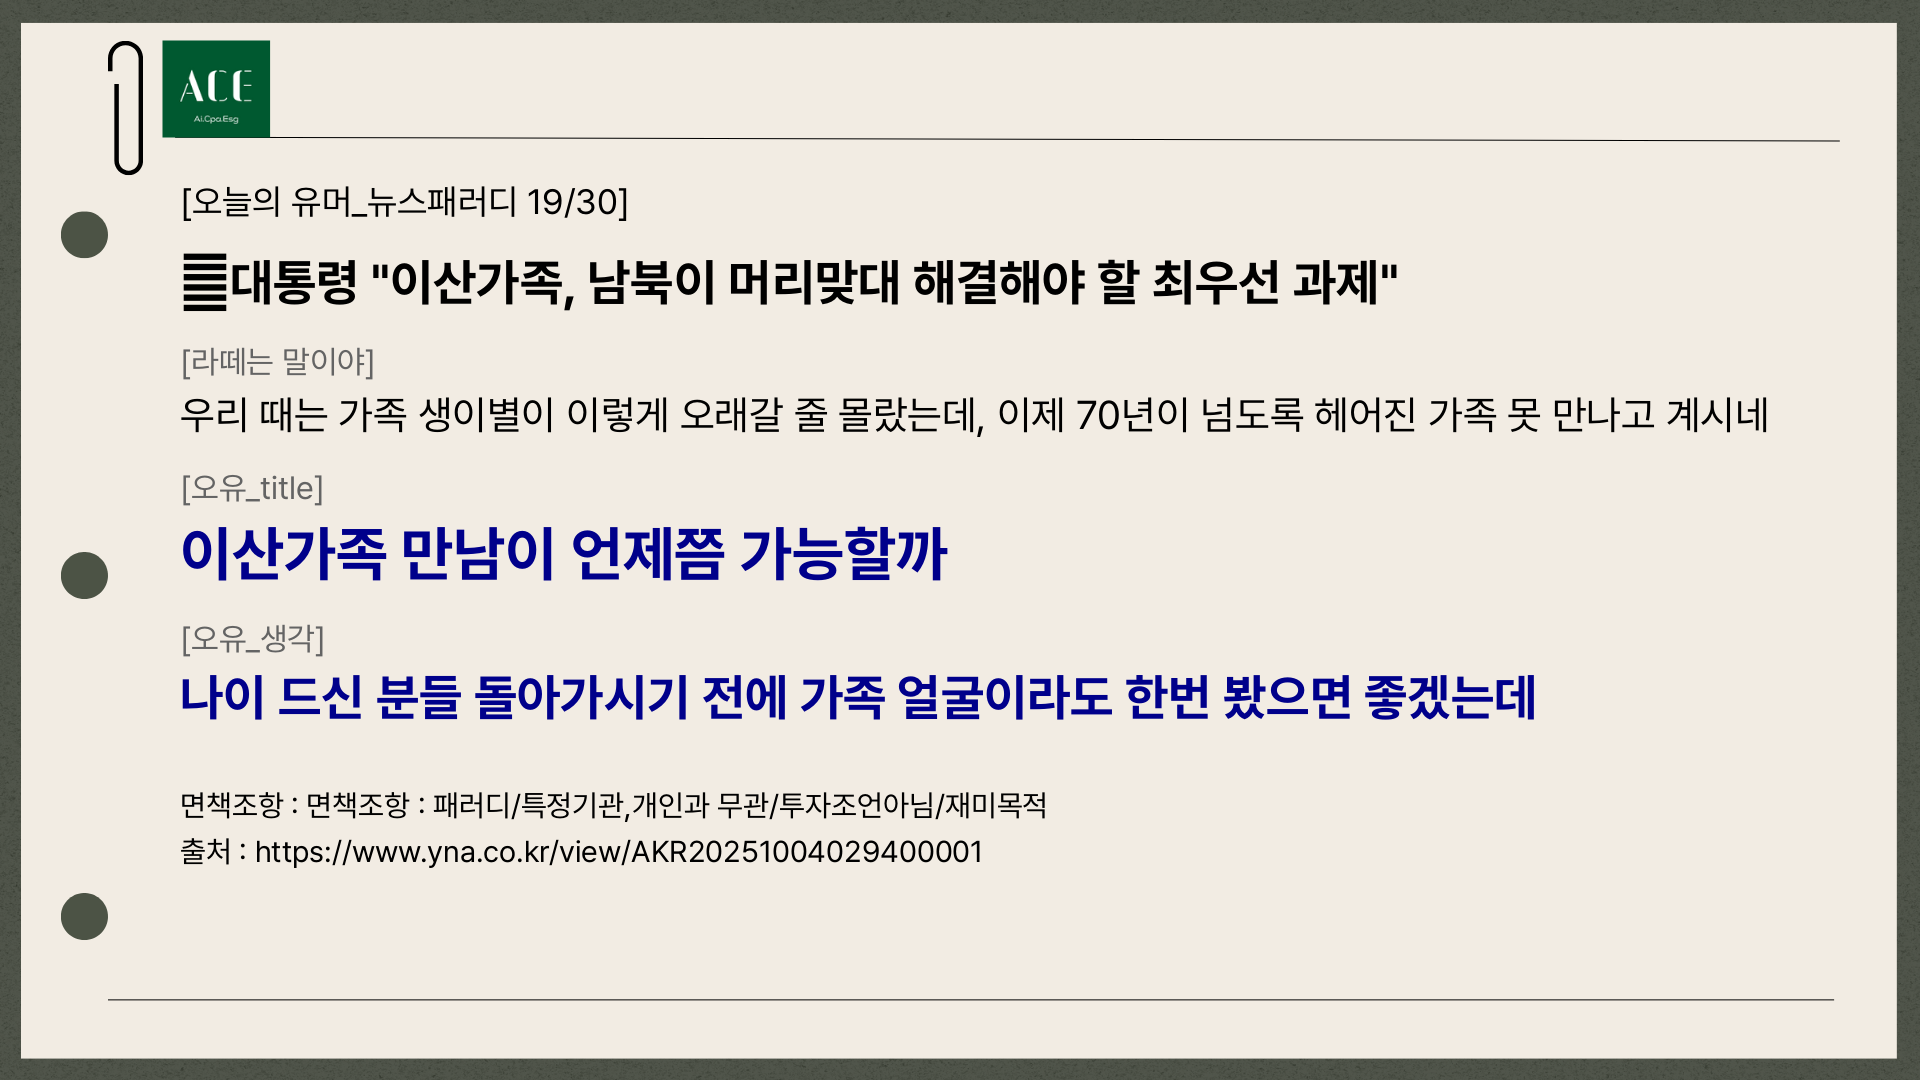 ACE
Ai.Cpa.Esg
[오늘의 유머_뉴스패러디 19/30]
䷀대통령 "이산가족, 남북이 머리맞대 해결해야 할 최우선 과제"
[라떼는 말이야]
우리 때는 가족 생이별이 이렇게 오래갈 줄 몰랐는데, 이제 70년이 넘도록 헤어진 가족 못 만나고 계시네
[오유_title]
이산가족 만남이 언제쯤 가능할까
[오유_생각]
나이 드신 분들 돌아가시기 전에 가족 얼굴이라도 한번 봤으면 좋겠는데
면책조항 : 면책조항 : 패러디/특정기관,개인과 무관/투자조언아님/재미목적
출처 : https://www.yna.co.kr/view/AKR20251004029400001